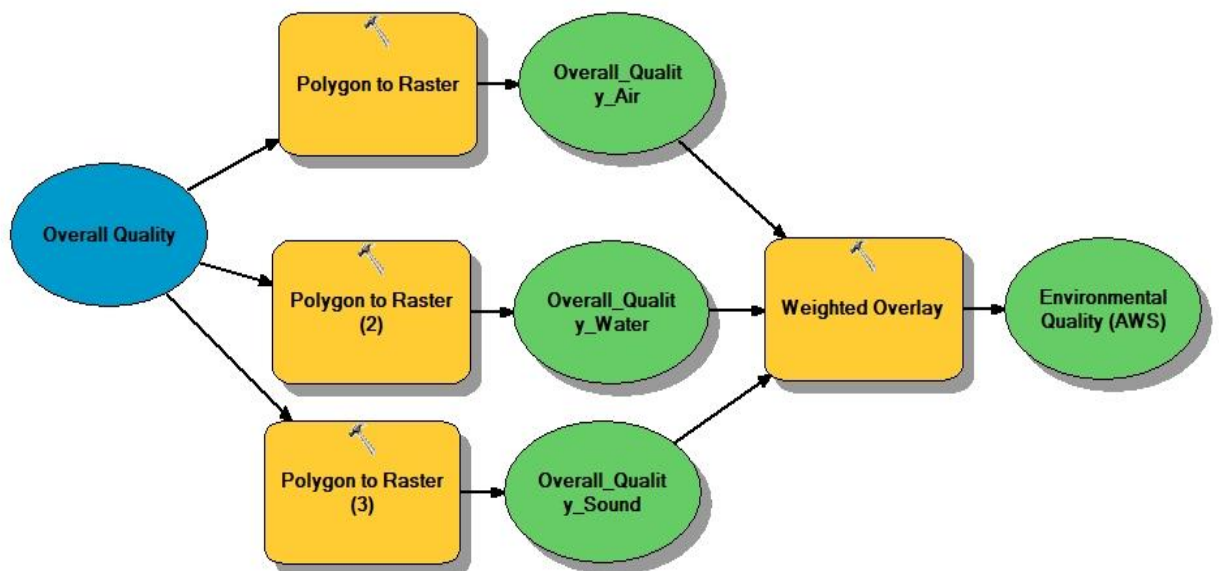 Overall Quality
Polygon to Raster
Overall_Qualit
y_Air
Polygon to Raster
(2)
Overall_Qualit
y_Water
Polygon to Raster
(3)
Overall_Qualit
y_Sound
Weighted Overlay
Environmental
Quality (AWS)